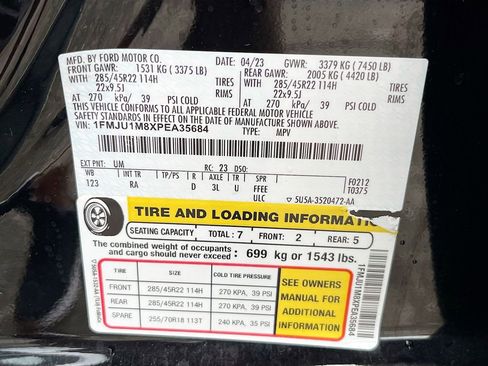 MFD. BY FORD MOTOR CO.
04/23 GVWR: 3379 KG ( 7450 LB)
FRONT GAWR: 1531 KG ( 3375 LB) REAR GAWR: 2005 KG ( 4420 LB)
WITH WITH
285/45R22 114H 285/45R22 114H
22x9.5J 22x9.5J
AT 270 kPa/ 39 PSI COLD AT 270 kPa/ 39 PSI COLD
THIS VEHICLE CONFORMS TO ALL APPLICABLE FEDERAL MOTOR VEHICLE
SAFETY STANDARDS IN EFFECT ON THE DATE OF MANUFACTURE SHOWN ABOVE.
VIN: 1FMJU1M8XPEA35684
TYPE: MPV
F0212
T0375
EXT PNT: UM RC: 23 DSO:
WB INT TR TP/PS R AXLE TR SPR
123 RA D 3L U FFEE
ULC 5U5A-3520472-AA
TIRE AND LOADING INFORMATION
SEATING CAPACITY TOTAL: 7 FRONT: 2 REAR: 5
The combined weight of occupants
and cargo should never exceed: 699 kg or 1543 lbs.
TIRE SIZE COLD TIRE PRESSURE
FRONT 285/45R22 114H 270 KPA, 39 PSI
REAR 285/45R22 114H 270 KPA, 39 PSI
SPARE 255/70R18 113T 240 KPA, 35 PSI
SEE OWNERS
MANUAL FOR
ADDITIONAL
INFORMATION
1FMJU1M8XPEA35684